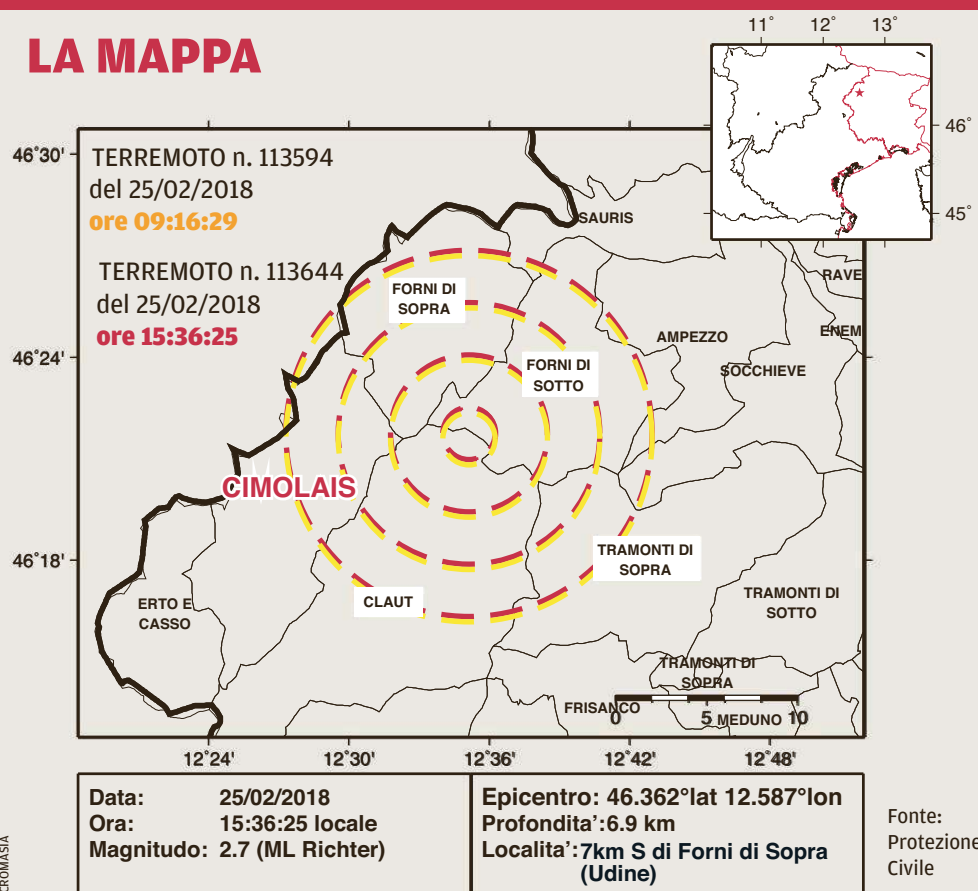 LA MAPPA
11° 12° 13°
46°
45°
46°30'
46°24'
46°18'
TERREMOTO n. 113594
del 25/02/2018
ore 09:16:29
TERREMOTO n. 113644
del 25/02/2018
ore 15:36:25
SAURIS
RAVE
FORNI DI
SOPRA
AMPEZZO
ENEM
FORNI DI
SOTTO
SOCCHIEVE
CIMOLAIS
TRAMONTI DI
SOPRA
CLAUT
ERTO E
CASSO
TRAMONTI DI
SOTTO
TRAMONTI DI
SOPRA
FRISANCO
0 5 10
MEDUNO
12°24' 12°30' 12°36' 12°42' 12°48'
Data: 25/02/2018
Ora: 15:36:25 locale
Magnitudo: 2.7 (ML Richter)
Epicentro: 46.362°lat 12.587°lon
Profondita':6.9 km
Localita':7km S di Forni di Sopra
(Udine)
Fonte:
Protezione
Civile
CROMASIA